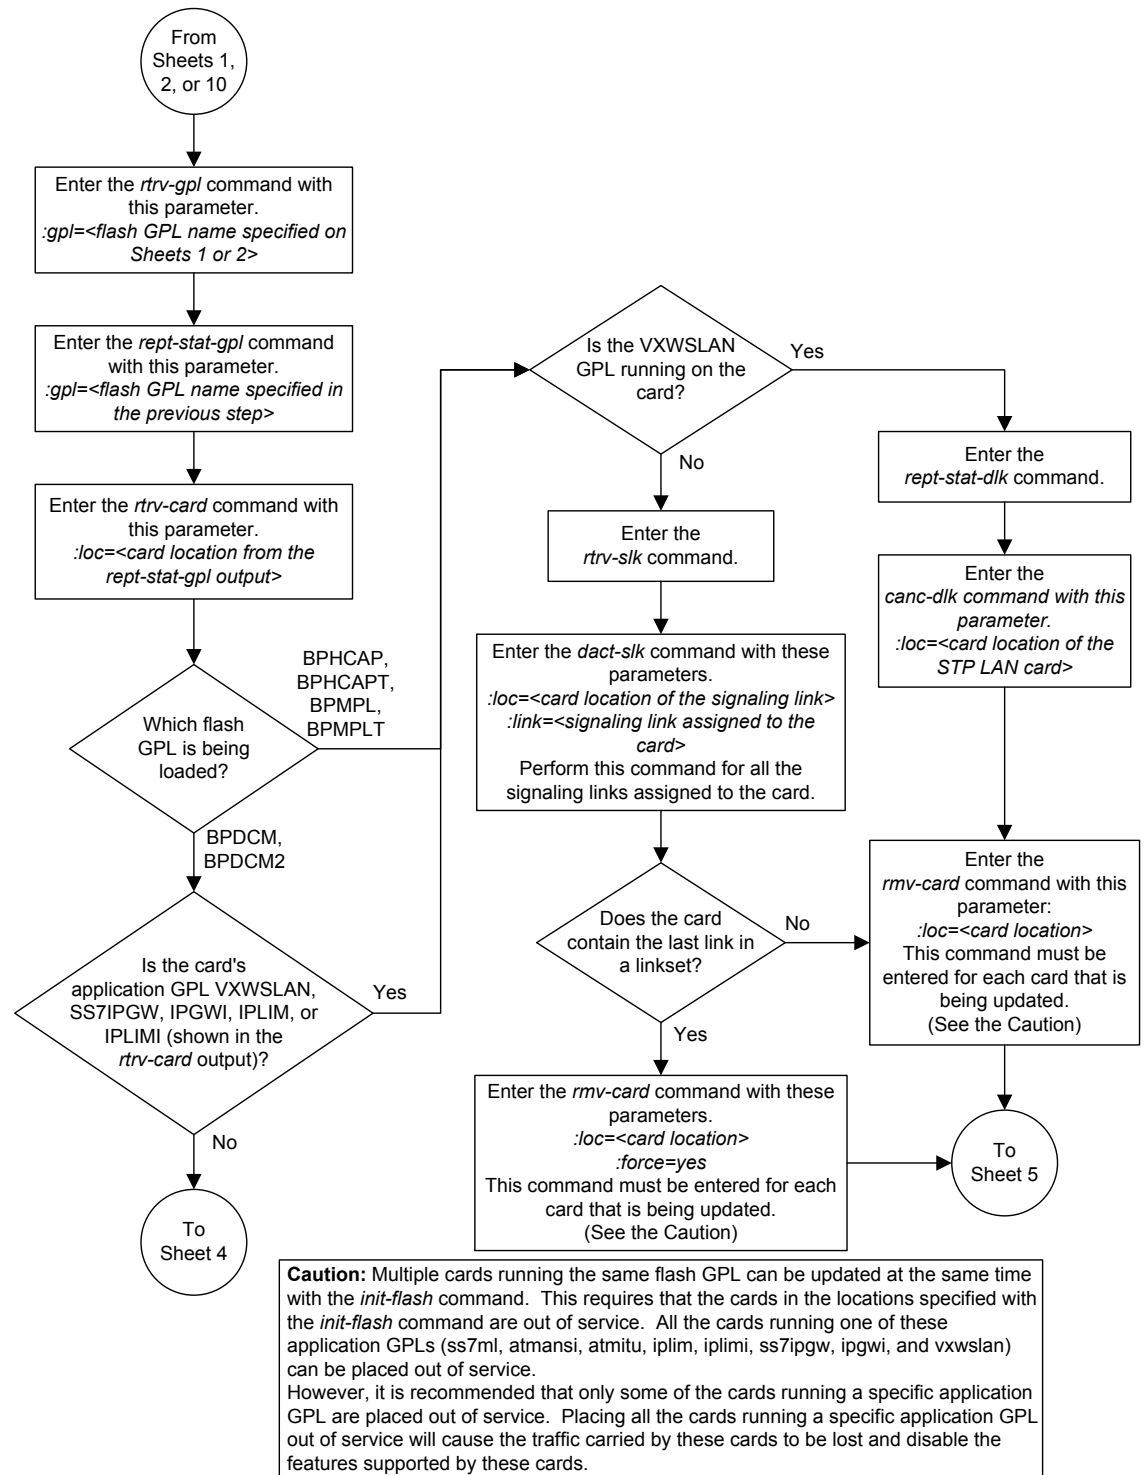 From
Sheets 1,
2, or 10
Enter the rtrv-gpl command with
this parameter.
:gpl=<flash GPL name specified on
Sheets 1 or 2>
Enter the rept-stat-gpl command
with this parameter.
:gpl=<flash GPL name specified in
the previous step>
Enter the rtrv-card command with
this parameter.
:loc=<card location from the
rept-stat-gpl output>
Which flash
GPL is being
loaded?
BPHCAP,
BPHCAPT,
BPMPL,
BPMPLT
BPDCM,
BPDCM2
Is the card's
application GPL VXWSLAN,
SS7IPGW, IPGWI, IPLIM, or
IPLIMI (shown in the
rtrv-card output)?
Yes
No
To
Sheet 4
Is the VXWSLAN
GPL running on the
card?
Yes
No
Enter the
rtrv-slk command.
Enter the dact-slk command with these
parameters.
:loc=<card location of the signaling link>
:link=<signaling link assigned to the
card>
Perform this command for all the
signaling links assigned to the card.
Does the card
contain the last link in
a linkset?
No
Yes
Enter the rmv-card command with these
parameters.
:loc=<card location>
:force=yes
This command must be entered for each
card that is being updated.
(See the Caution)
Enter the
rept-stat-dlk command.
Enter the
canc-dlk command with this
parameter.
:loc=<card location of the
STP LAN card>
Enter the
rmv-card command with this
parameter:
:loc=<card location>
This command must be
entered for each card that is
being updated.
(See the Caution)
To
Sheet 5
Caution: Multiple cards running the same flash GPL can be updated at the same time
with the init-flash command. This requires that the cards in the locations specified with
the init-flash command are out of service. All the cards running one of these
application GPLs (ss7ml, atmansi, atmitu, iplim, iplimi, ss7ipgw, ipgwi, and vxwslan)
can be placed out of service.
However, it is recommended that only some of the cards running a specific application
GPL are placed out of service. Placing all the cards running a specific application GPL
out of service will cause the traffic carried by these cards to be lost and disable the
features supported by these cards.